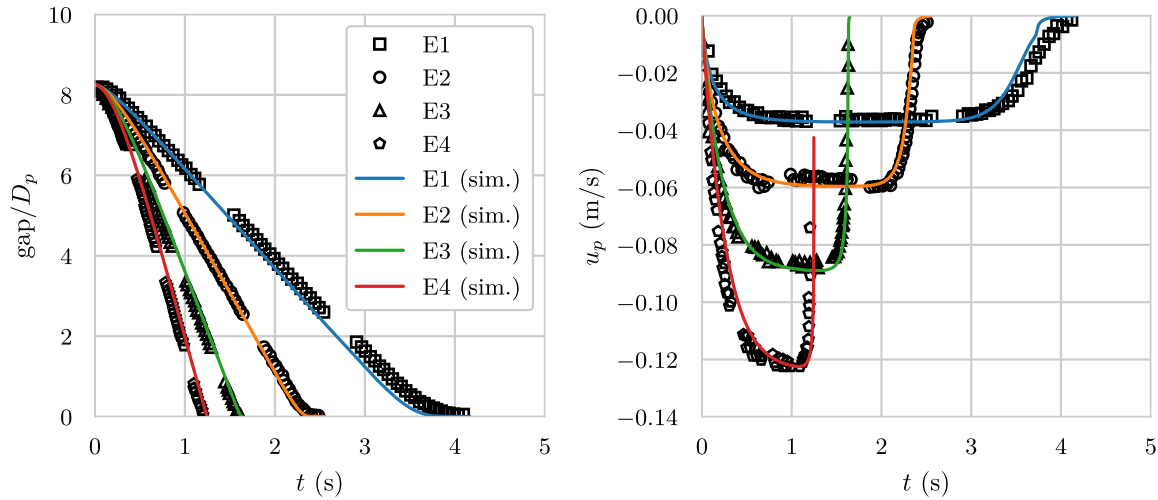 10
8
6
4
2
0
gap/D_p
0 1 2 3 4 5
t (s)
E1
E2
E3
E4
E1 (sim.)
E2 (sim.)
E3 (sim.)
E4 (sim.)
0.00
−0.02
−0.04
−0.06
−0.08
−0.10
−0.12
−0.14
u_p (m/s)
0 1 2 3 4 5
t (s)